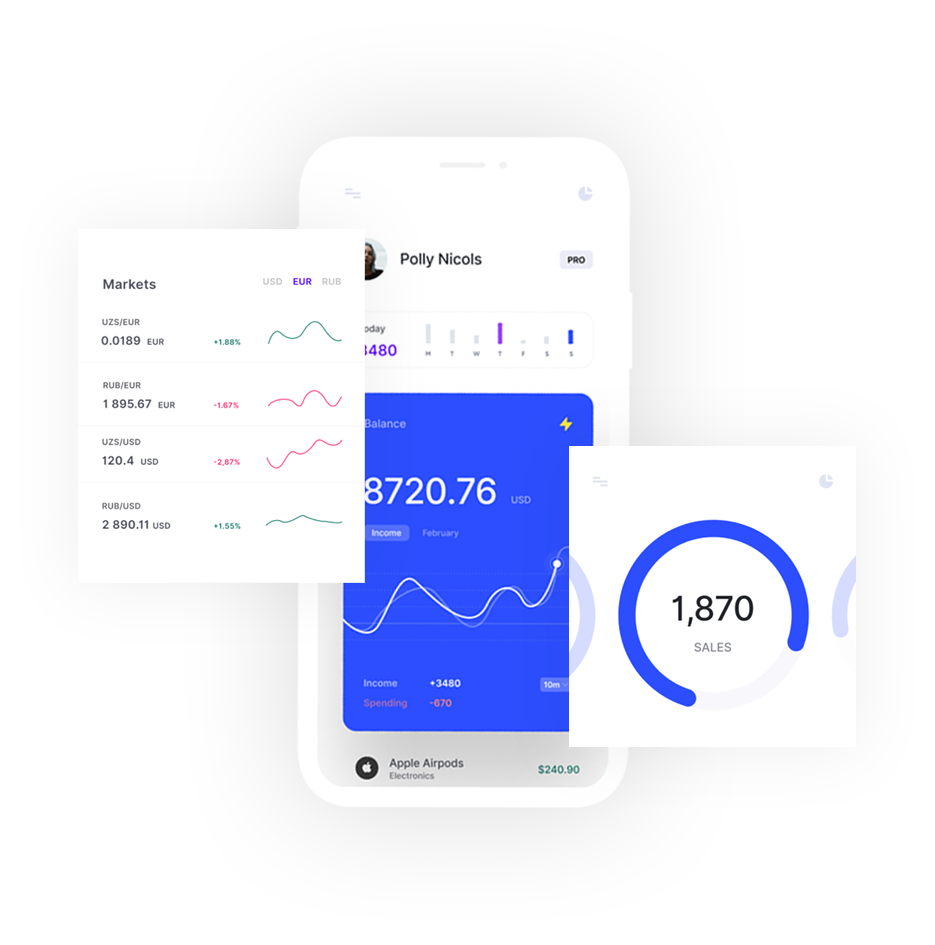 Polly Nicols
PRO
Markets
USD EUR RUB
UZS/EUR
0.0189 EUR
+1.88%
RUB/EUR
1 895.67 EUR
-1.67%
UZS/USD
120.4 USD
-2,87%
RUB/USD
2 890.11 USD
+1.55%
oday
3480
M T W T F S S
Balance
8720.76 USD
Income February
Income +3480
10m
Spending -670
Apple Airpods
Electronics
$240.90
1,870
SALES